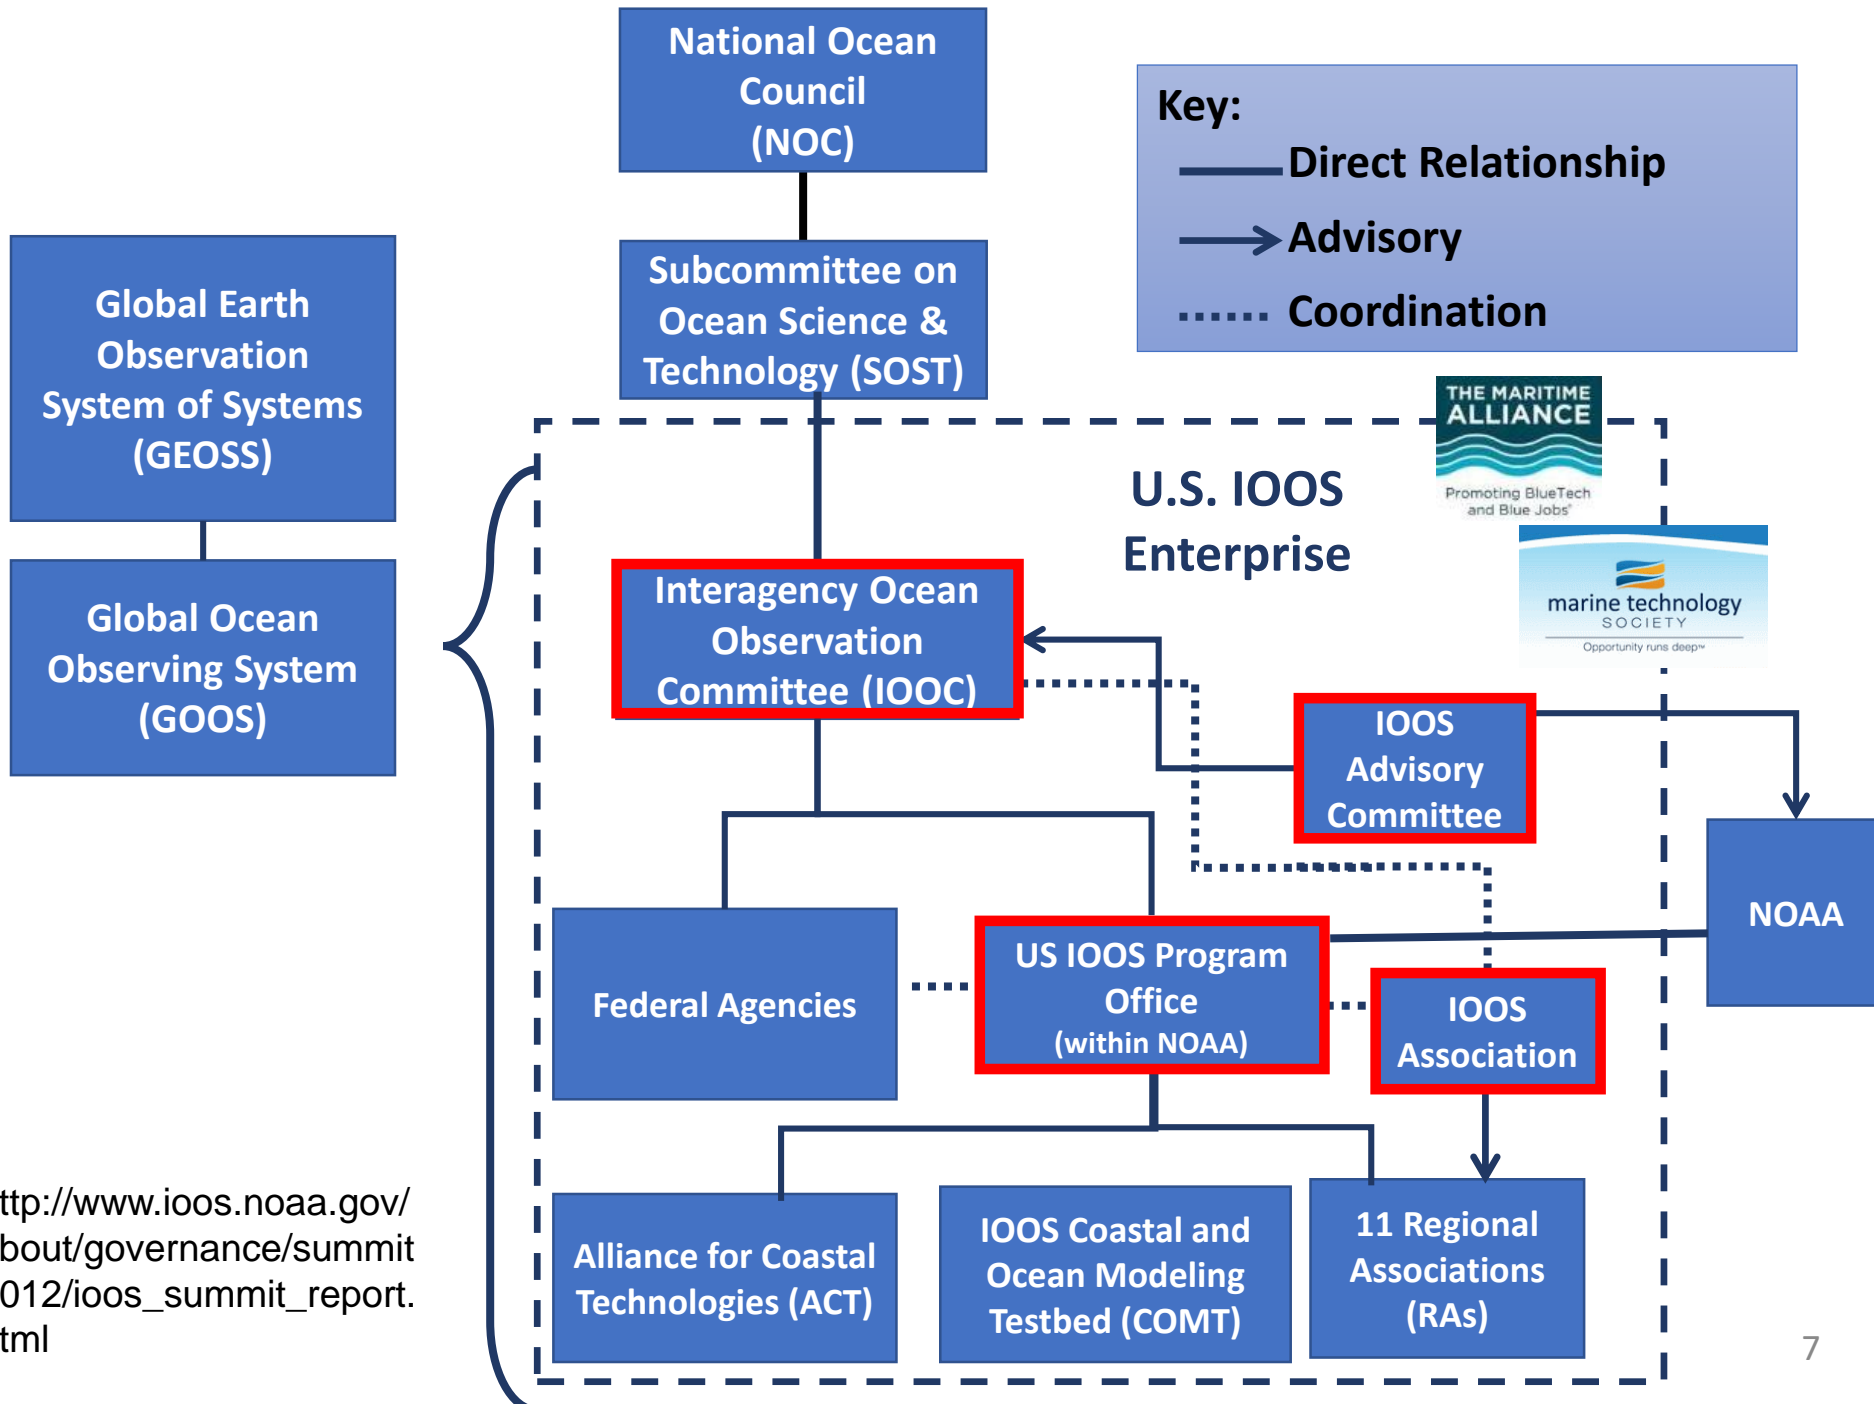 National Ocean
Council
(NOC)
Key:
Direct Relationship
Advisory
Coordination
Subcommittee on
Ocean Science &
Technology (SOST)
Global Earth
Observation
System of Systems
(GEOSS)
Global Ocean
Observing System
(GOOS)
THE MARITIME
ALLIANCE
Promoting BlueTech
and Blue Jobs®
U.S. IOOS
Enterprise
marine technology
SOCIETY
Opportunity runs deep™
Interagency Ocean
Observation
Committee (IOOC)
IOOS
Advisory
Committee
NOAA
Federal Agencies
US IOOS Program
Office
(within NOAA)
IOOS
Association
Alliance for Coastal
Technologies (ACT)
IOOS Coastal and
Ocean Modeling
Testbed (COMT)
11 Regional
Associations
(RAs)
ttp://www.ioos.noaa.gov/
bout/governance/summit
012/ioos_summit_report.
tml
7